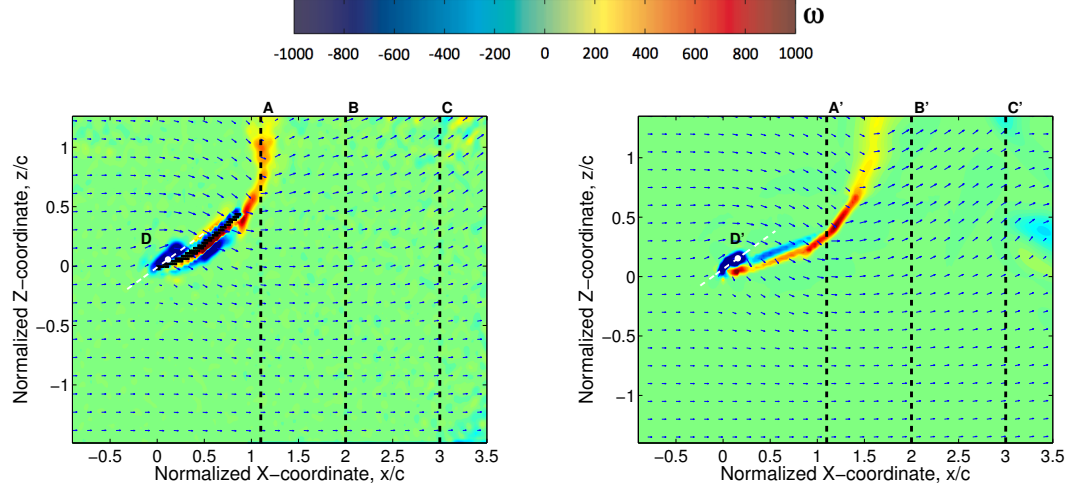 ω
-1000 -800 -600 -400 -200 0 200 400 600 800 1000
A B C
D
1
0.5
0
−0.5
−1
Normalized Z−coordinate, z/c
−0.5 0 0.5 1 1.5 2 2.5 3 3.5
Normalized X−coordinate, x/c
A' B' C'
D'
1
0.5
0
−0.5
−1
Normalized Z−coordinate, z/c
−0.5 0 0.5 1 1.5 2 2.5 3 3.5
Normalized X−coordinate, x/c